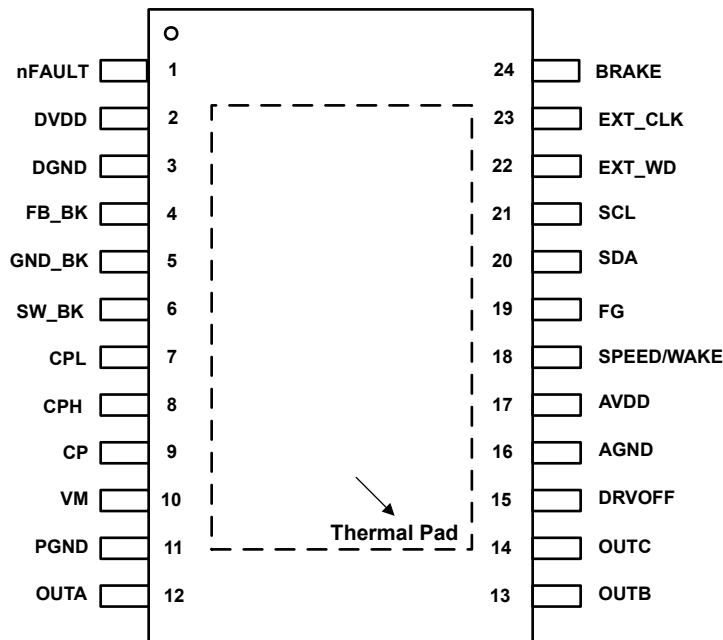 nFAULT 1 24 BRAKE
DVDD 2 23 EXT_CLK
DGND 3 22 EXT_WD
FB_BK 4 21 SCL
GND_BK 5 20 SDA
SW_BK 6 19 FG
CPL 7 18 SPEED/WAKE
CPH 8 17 AVDD
CP 9 16 AGND
VM 10 15 DRVOFF
Thermal Pad
PGND 11 14 OUTC
OUTA 12 13 OUTB